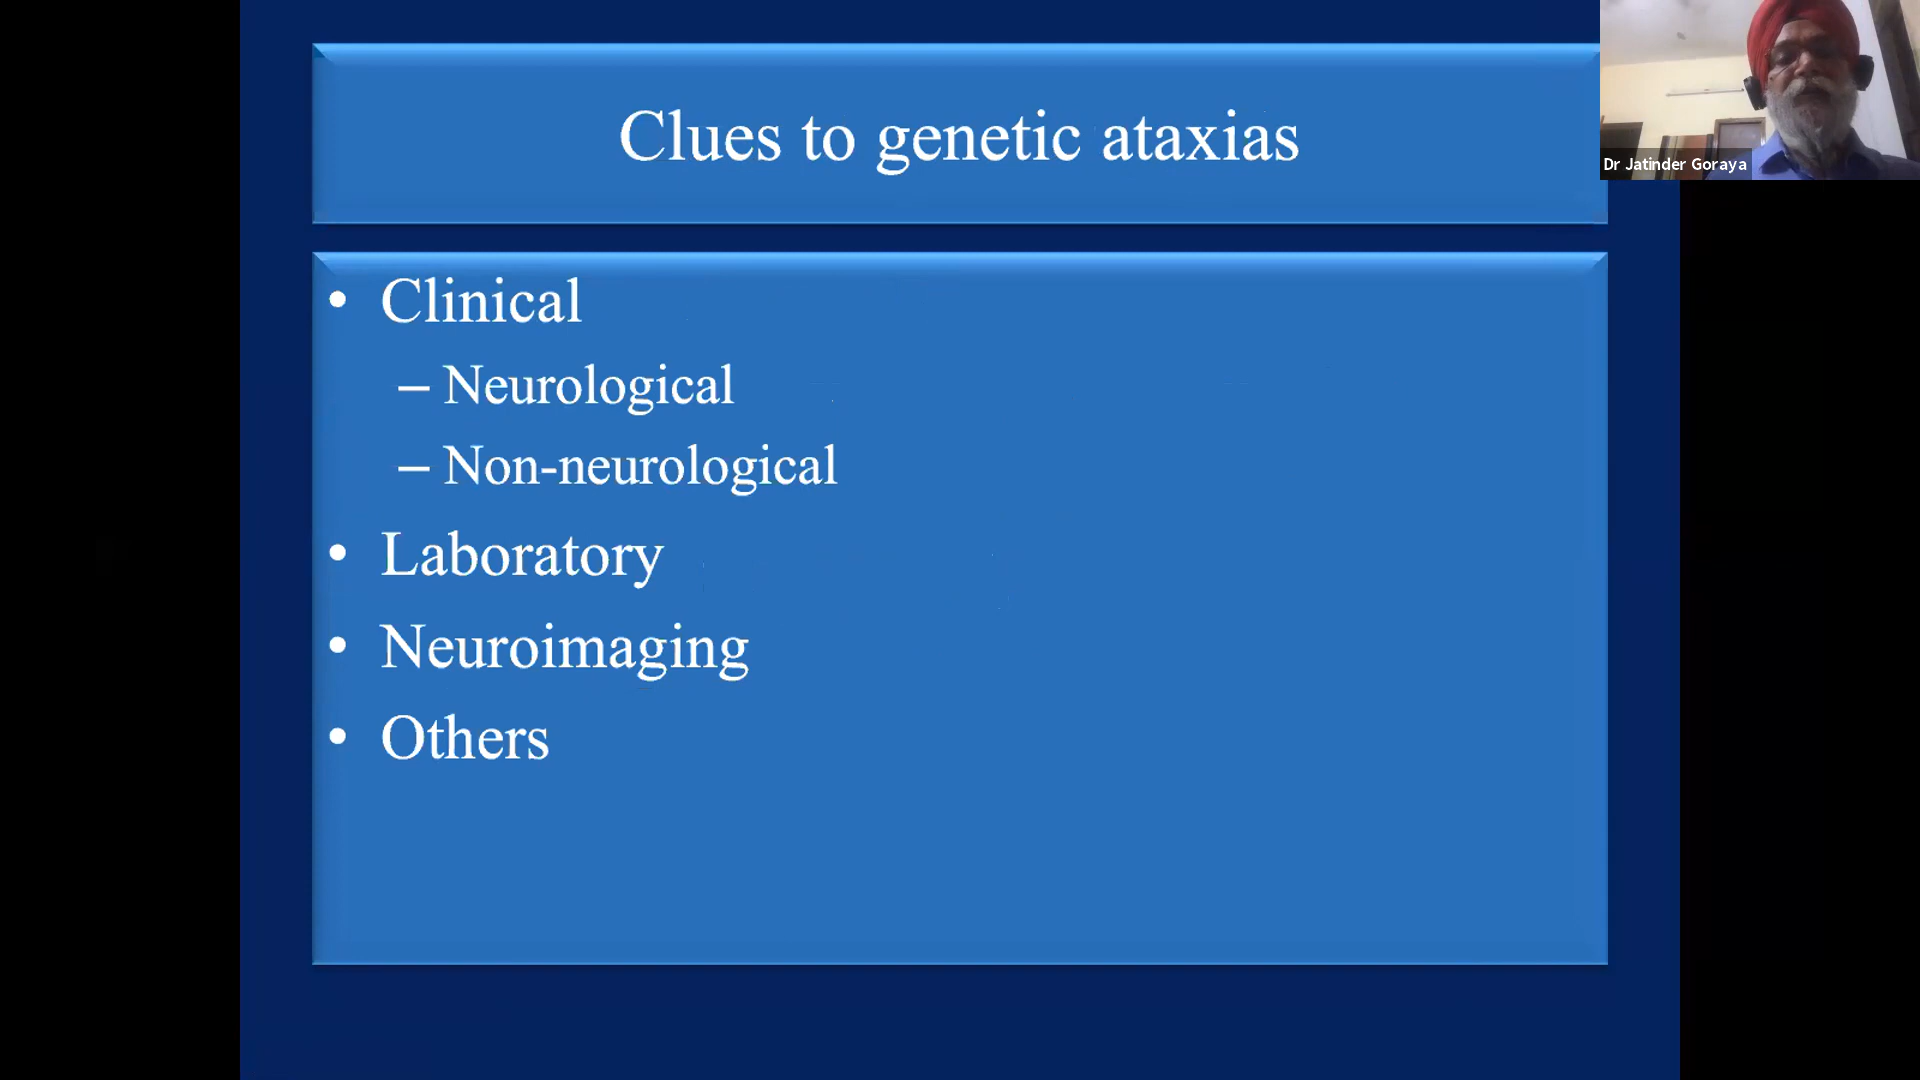 Clues to genetic ataxias
Dr Jatinder Goraya
• Clinical
– Neurological
– Non-neurological
• Laboratory
• Neuroimaging
• Others